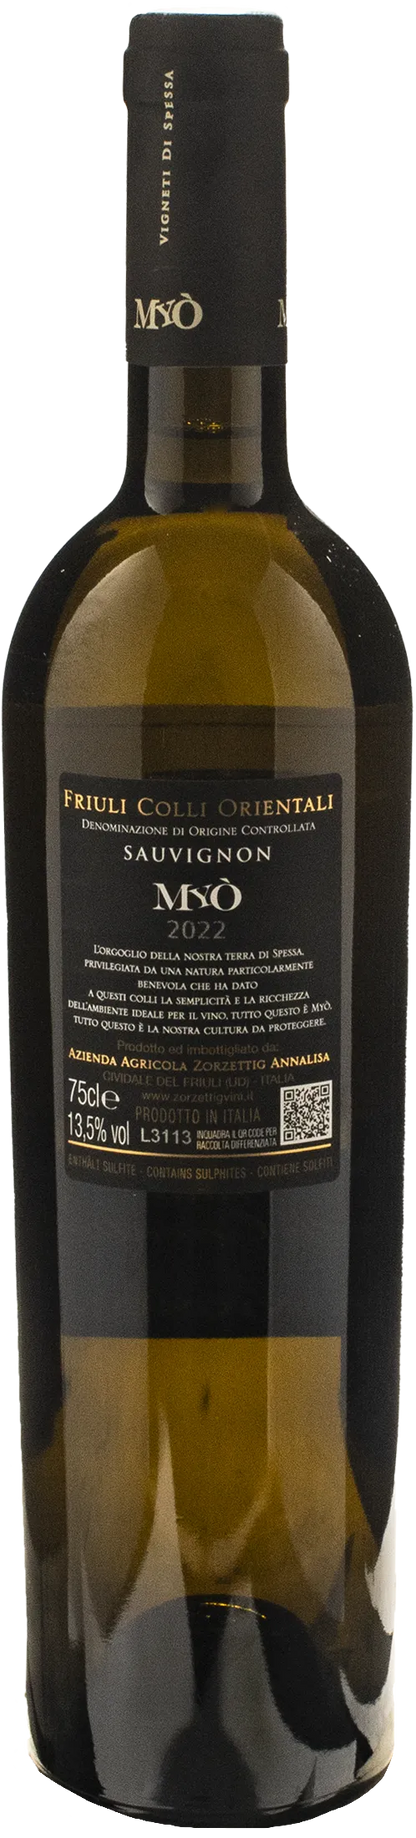 VIGNETI DI SPESSA
MYÒ
M
FRIULI COLLI ORIENTALI
DENOMINAZIONE DI ORIGINE CONTROLLATA
SAUVIGNON
MYÒ
2022
L'ORGOGLIO DELLA NOSTRA TERRA DI SPESSA,
PRIVILEGIATA DA UNA NATURA PARTICOLARMENTE
BENEVOLA CHE HA DATO
A QUESTI COLLI LA SEMPLICITÀ E LA RICCHEZZA
DELL'AMBIENTE IDEALE PER IL VINO. TUTTO QUESTO È MYÒ,
TUTTO QUESTO È LA NOSTRA CULTURA DA PROTEGGERE.
Prodotto ed imbottigliato da:
AZIENDA AGRICOLA ZORZETTIG ANNALISA
CIVIDALE DEL FRIULI (UD) - ITALIA
www.zorzettigvini.it
75cl e
PRODOTTO IN ITALIA
13,5% vol L3113 INQUADRA IL QR CODE PER
RACCOLTA DIFFERENZIATA
ENTHÄLT SULFITE - CONTAINS SULPHITES - CONTIENE SOLFITI